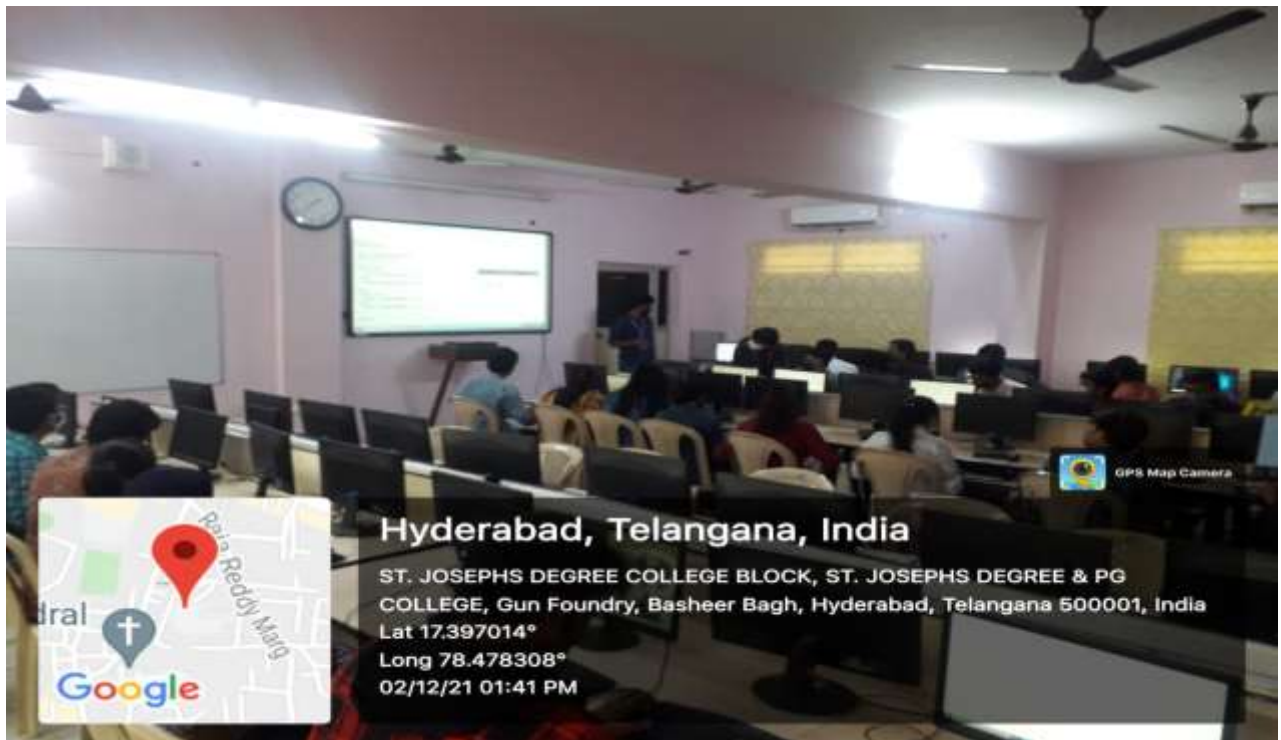 GPS Map Camera
Hyderabad, Telangana, India
ST. JOSEPHS DEGREE COLLEGE BLOCK, ST. JOSEPHS DEGREE & PG
COLLEGE, Gun Foundry, Basheer Bagh, Hyderabad, Telangana 500001, India
Lat 17.397014°
Long 78.478308°
02/12/21 01:41 PM
Raja Reddy Marg
dral
Google